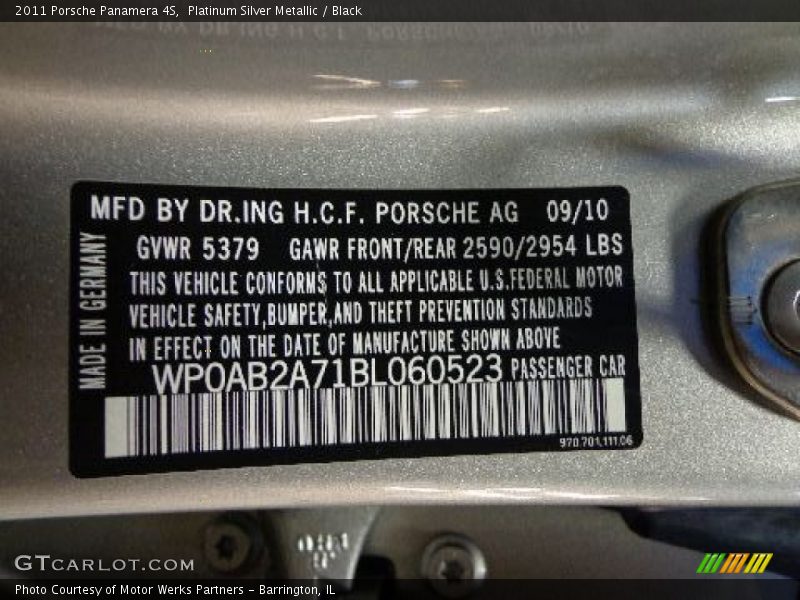 2011 Porsche Panamera 4S,  Platinum Silver Metallic / Black
MFD BY DR.ING H.C.F. PORSCHE AG 09/10
GVWR 5379 GAWR FRONT/REAR 2590/2954 LBS
THIS VEHICLE CONFORMS TO ALL APPLICABLE U.S.FEDERAL MOTOR
VEHICLE SAFETY,BUMPER,AND THEFT PREVENTION STANDARDS
IN EFFECT ON THE DATE OF MANUFACTURE SHOWN ABOVE
WP0AB2A71BL060523 PASSENGER CAR
970.701.111.06
MADE IN GERMANY
GTCARLOT.COM
Photo Courtesy of Motor Werks Partners - Barrington, IL